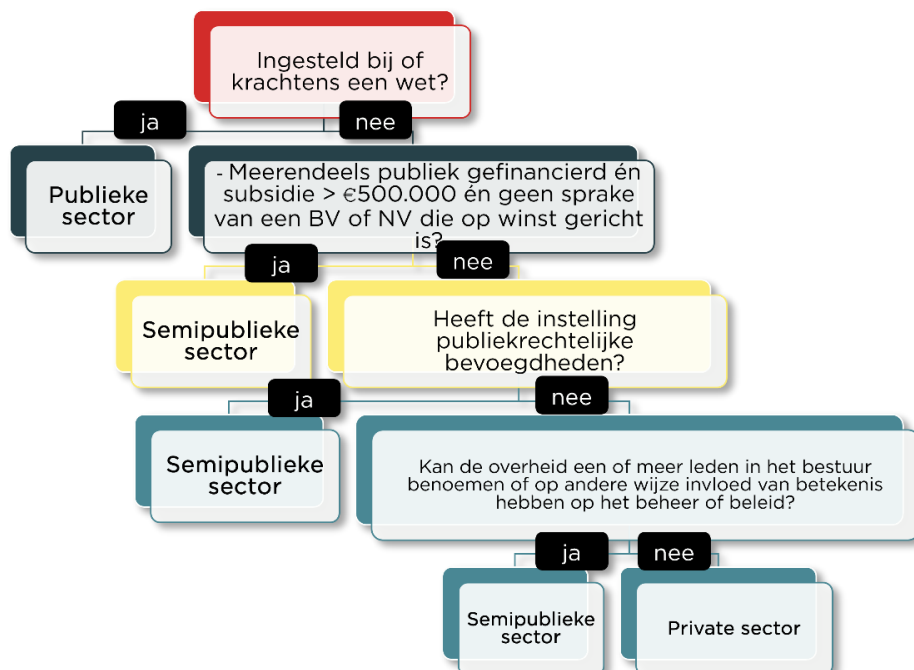 Ingesteld bij of
krachtens een wet?
ja
nee
Publieke
sector
- Meerendeels publiek gefinancierd én
subsidie > €500.000 én geen sprake
van een BV of NV die op winst gericht
is?
ja
nee
Semipublieke
sector
Heeft de instelling
publiekrechtelijke
bevoegdheden?
ja
nee
Semipublieke
sector
Kan de overheid een of meer leden in het bestuur
benoemen of op andere wijze invloed van betekenis
hebben op het beheer of beleid?
ja
nee
Semipublieke
sector
Private sector